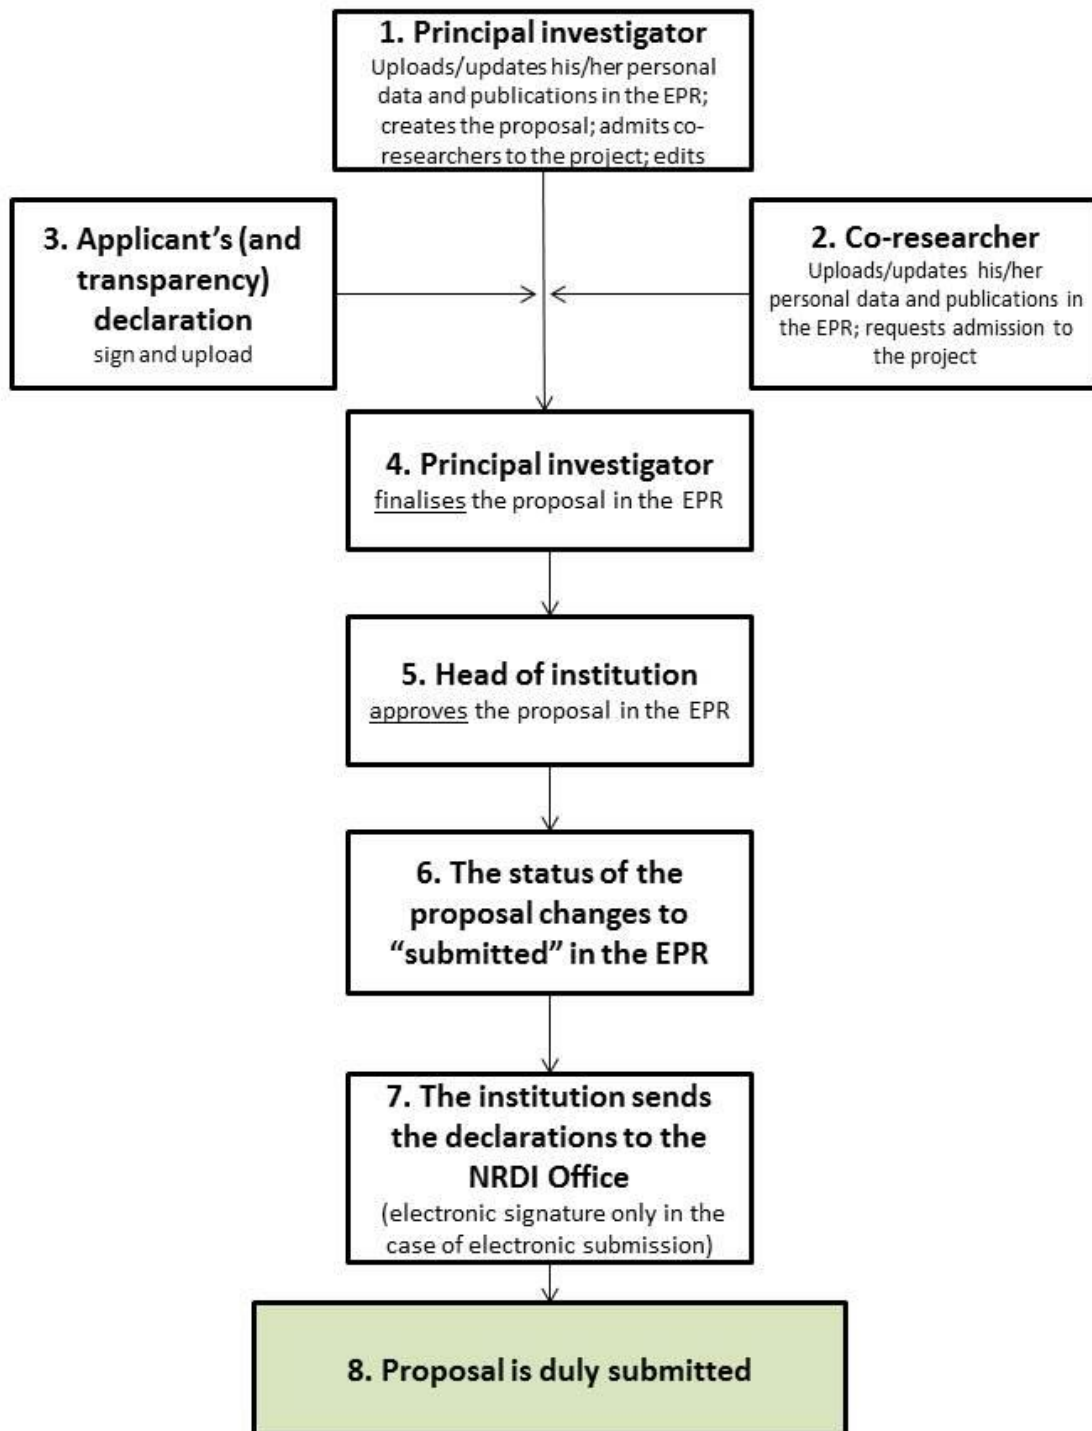 1. Principal investigator
Uploads/updates his/her personal
data and publications in the EPR;
creates the proposal; admits co-
researchers to the project; edits
3. Applicant's (and
transparency)
declaration
sign and upload
2. Co-researcher
Uploads/updates his/her
personal data and publications in
the EPR; requests admission to
the project
4. Principal investigator
finalises the proposal in the EPR
5. Head of institution
approves the proposal in the EPR
6. The status of the
proposal changes to
“submitted” in the EPR
7. The institution sends
the declarations to the
NRDI Office
(electronic signature only in the
case of electronic submission)
8. Proposal is duly submitted